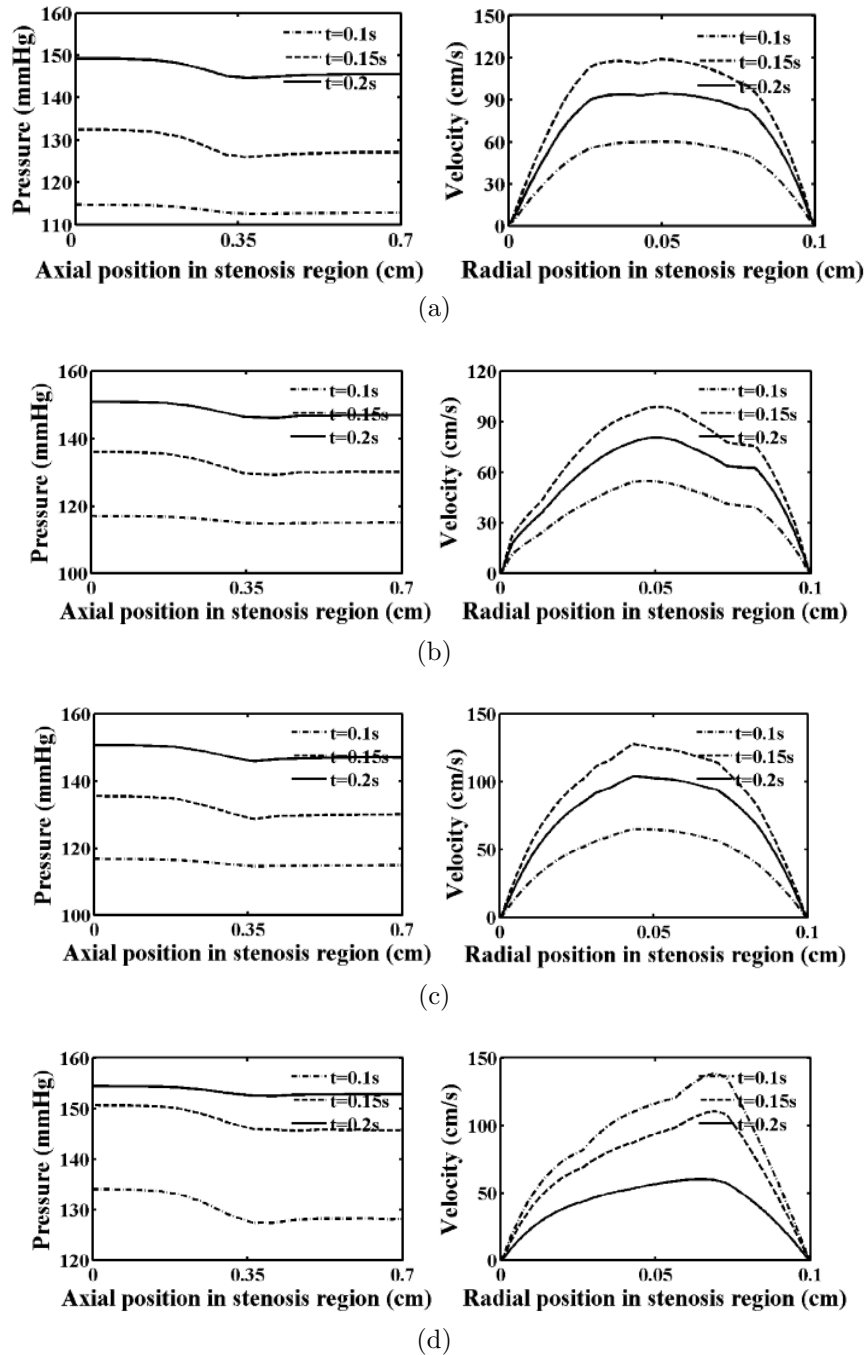 Pressure (mmHg)
160
150
140
130
120
110
0
0.35
0.7
t=0.1s
t=0.15s
t=0.2s
Axial position in stenosis region (cm)
Velocity (cm/s)
150
120
90
60
30
0
0
0.05
0.1
t=0.1s
t=0.15s
t=0.2s
Radial position in stenosis region (cm)
(a)
Pressure (mmHg)
160
140
120
100
0
0.35
0.7
t=0.1s
t=0.15s
t=0.2s
Axial position in stenosis region (cm)
Velocity (cm/s)
120
90
60
30
0
0
0.05
0.1
t=0.1s
t=0.15s
t=0.2s
Radial position in stenosis region (cm)
(b)
Pressure (mmHg)
160
140
120
100
0
0.35
0.7
t=0.1s
t=0.15s
t=0.2s
Axial position in stenosis region (cm)
Velocity (cm/s)
150
100
50
0
0
0.05
0.1
t=0.1s
t=0.15s
t=0.2s
Radial position in stenosis region (cm)
(c)
Pressure (mmHg)
160
150
140
130
120
0
0.35
0.7
t=0.1s
t=0.15s
t=0.2s
Axial position in stenosis region (cm)
Velocity (cm/s)
150
100
50
0
0
0.05
0.1
t=0.1s
t=0.15s
t=0.2s
Radial position in stenosis region (cm)
(d)